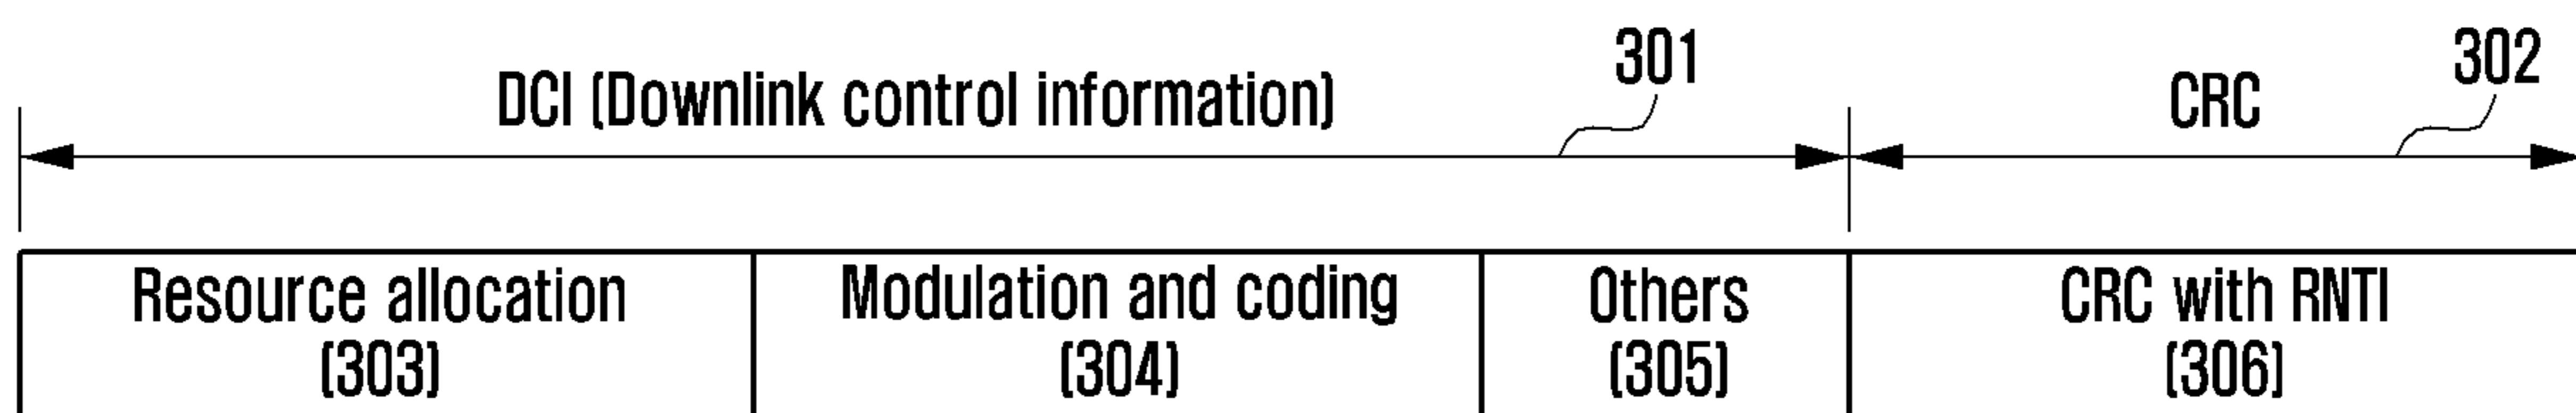 301
302
DCI (Downlink control information)
CRC
Resource allocation
(303)
Modulation and coding
(304)
Others
(305)
CRC with RNTI
(306)